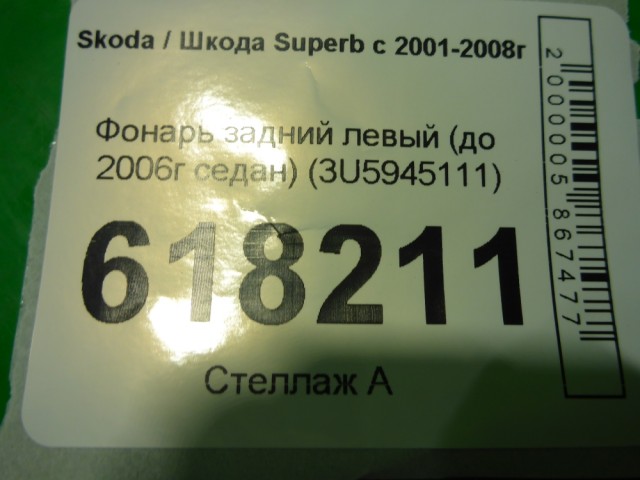 Skoda / Шкода Superb с 2001-2008г
Фонарь задний левый (до
2006г седан) (3U5945111)
618211
Стеллаж А
2000005867477